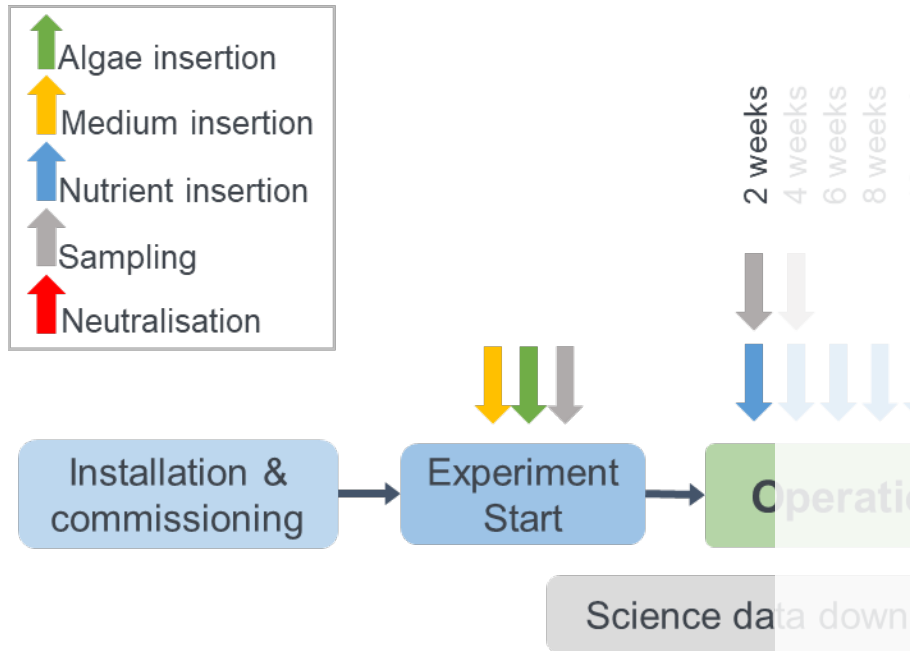 Algae insertion
Medium insertion
Nutrient insertion
Sampling
Neutralisation
2 weeks
4 weeks
6 weeks
8 weeks
Installation &
commissioning
Experiment
Start
Operatio
Science data down